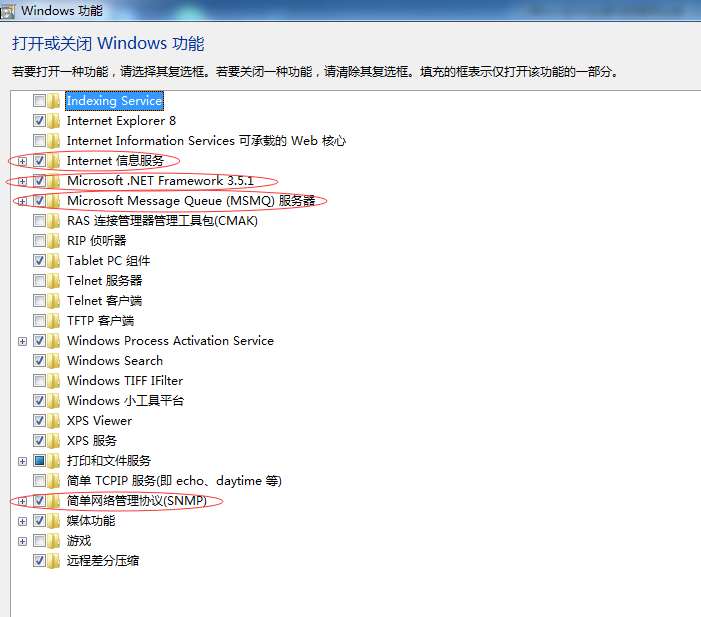 Windows 功能
打开或关闭 Windows 功能
若要打开一种功能，请选择其复选框。若要关闭一种功能，请清除其复选框。填充的框表示仅打开该功能的一部分。
Indexing Service
Internet Explorer 8
Internet Information Services 可承载的 Web 核心
Internet 信息服务
Microsoft .NET Framework 3.5.1
Microsoft Message Queue (MSMQ) 服务器
RAS 连接管理器管理工具包(CMAK)
RIP 侦听器
Tablet PC 组件
Telnet 服务器
Telnet 客户端
TFTP 客户端
Windows Process Activation Service
Windows Search
Windows TIFF IFilter
Windows 小工具平台
XPS Viewer
XPS 服务
打印和文件服务
简单 TCPIP 服务(即 echo、daytime 等)
简单网络管理协议(SNMP)
媒体功能
游戏
远程差分压缩